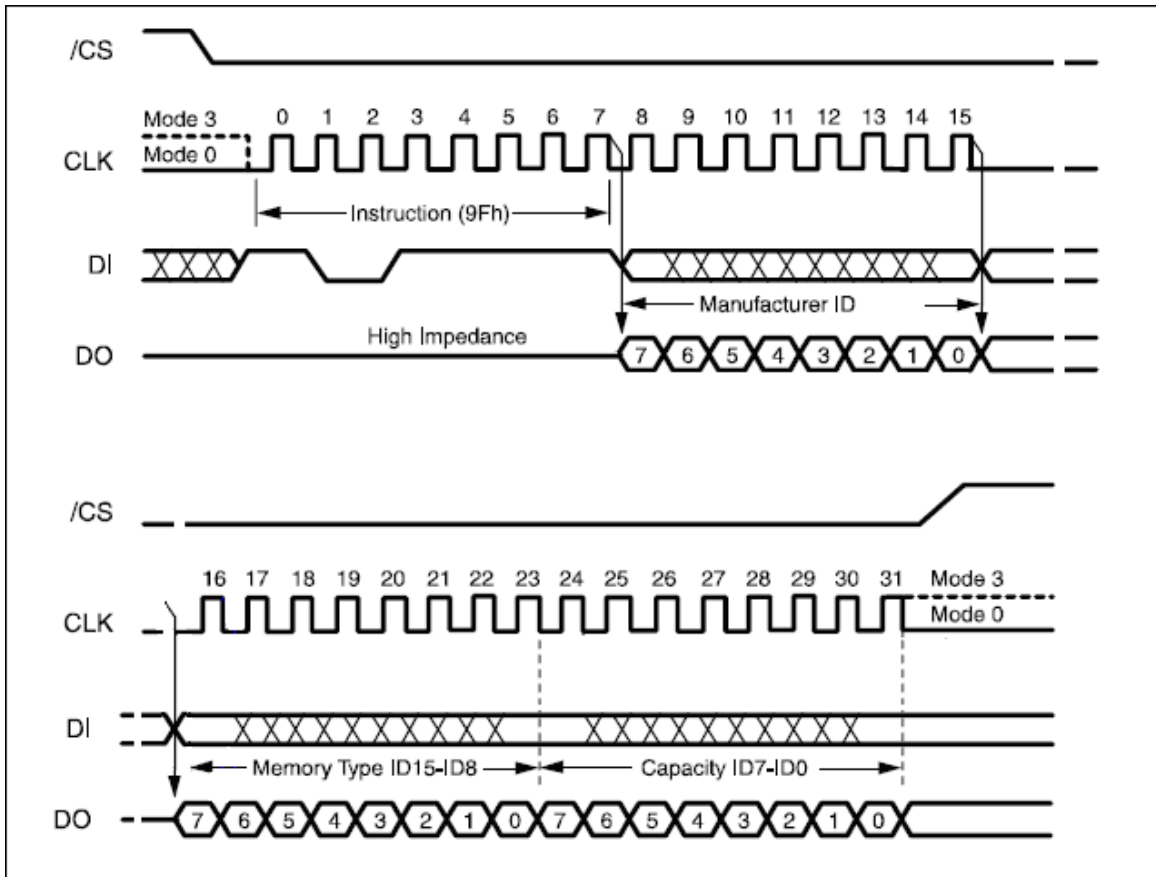 /CS
Mode 3
0 1 2 3 4 5 6 7 8 9 10 11 12 13 14 15
CLK
Mode 0
Instruction (9Fh)
DI
Manufacturer ID
High Impedance
DO
7 6 5 4 3 2 1 0
/CS
16 17 18 19 20 21 22 23 24 25 26 27 28 29 30 31
Mode 3
CLK
Mode 0
DI
Memory Type ID15-ID8
Capacity ID7-ID0
DO
7 6 5 4 3 2 1 0 7 6 5 4 3 2 1 0